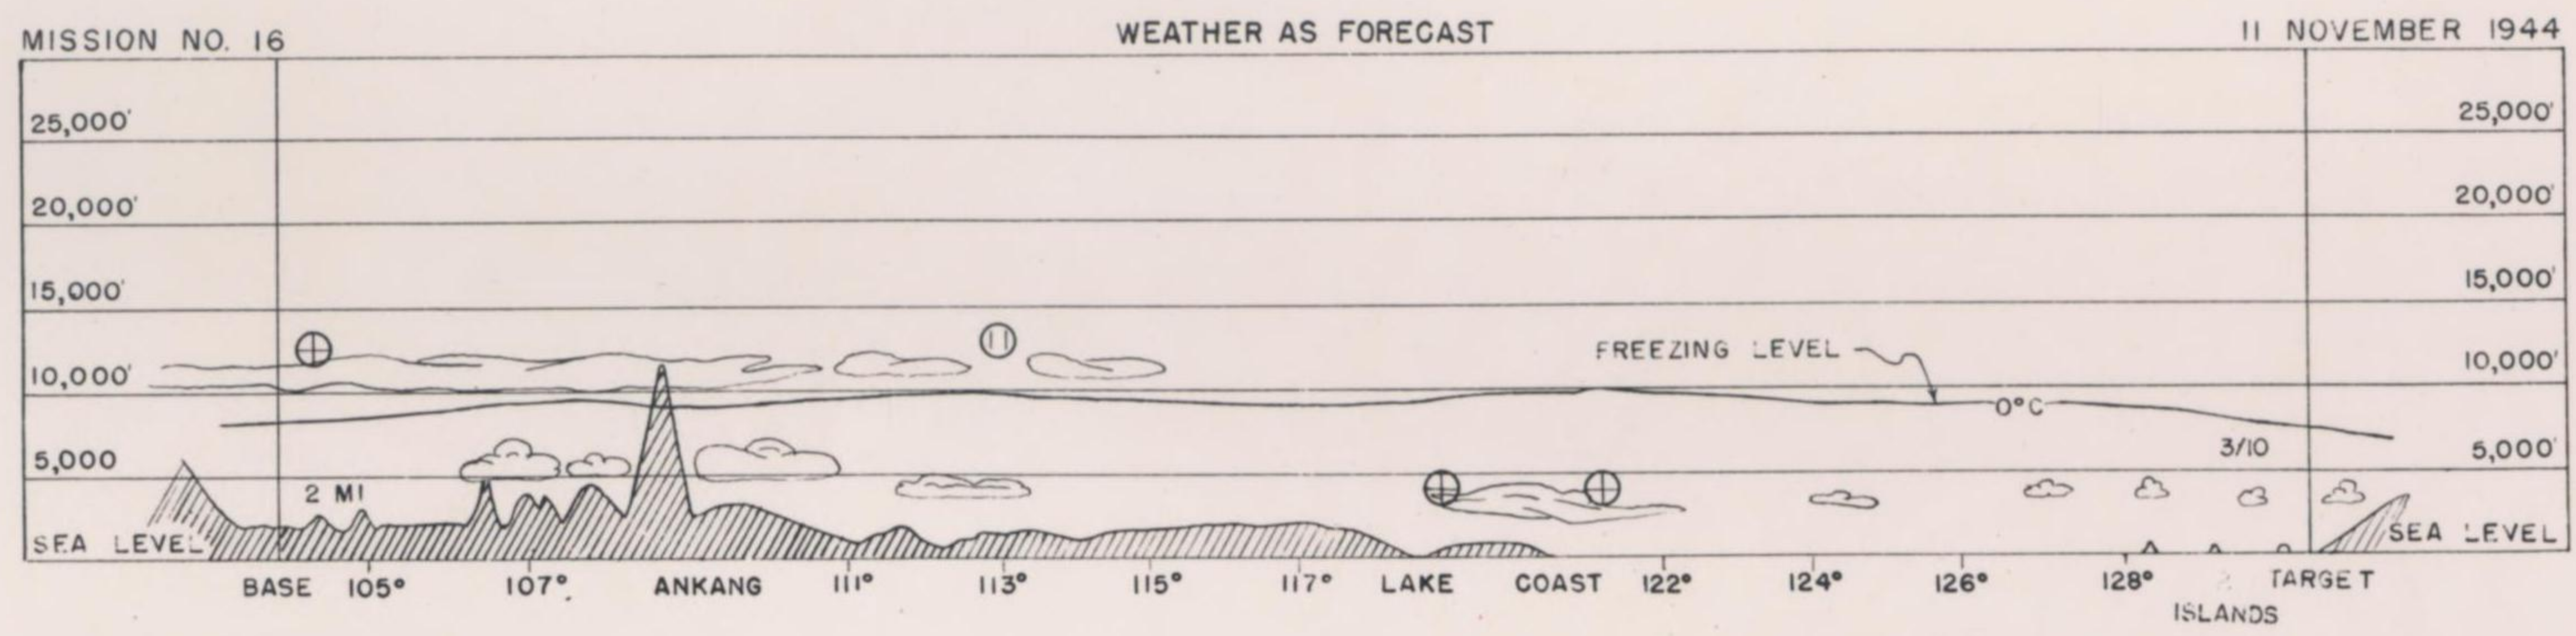 MISSION NO. 16 WEATHER AS FORECAST 11 NOVEMBER 1944
25,000' 25,000'
20,000' 20,000'
15,000' 15,000'
FREEZING LEVEL
10,000' 10,000'
0°C
3/10
5,000 5,000'
2 MI
SEA LEVEL SEA LEVEL
BASE 105° 107° ANKANG 111° 113° 115° 117° LAKE COAST 122° 124° 126° 128° TARGET
ISLANDS